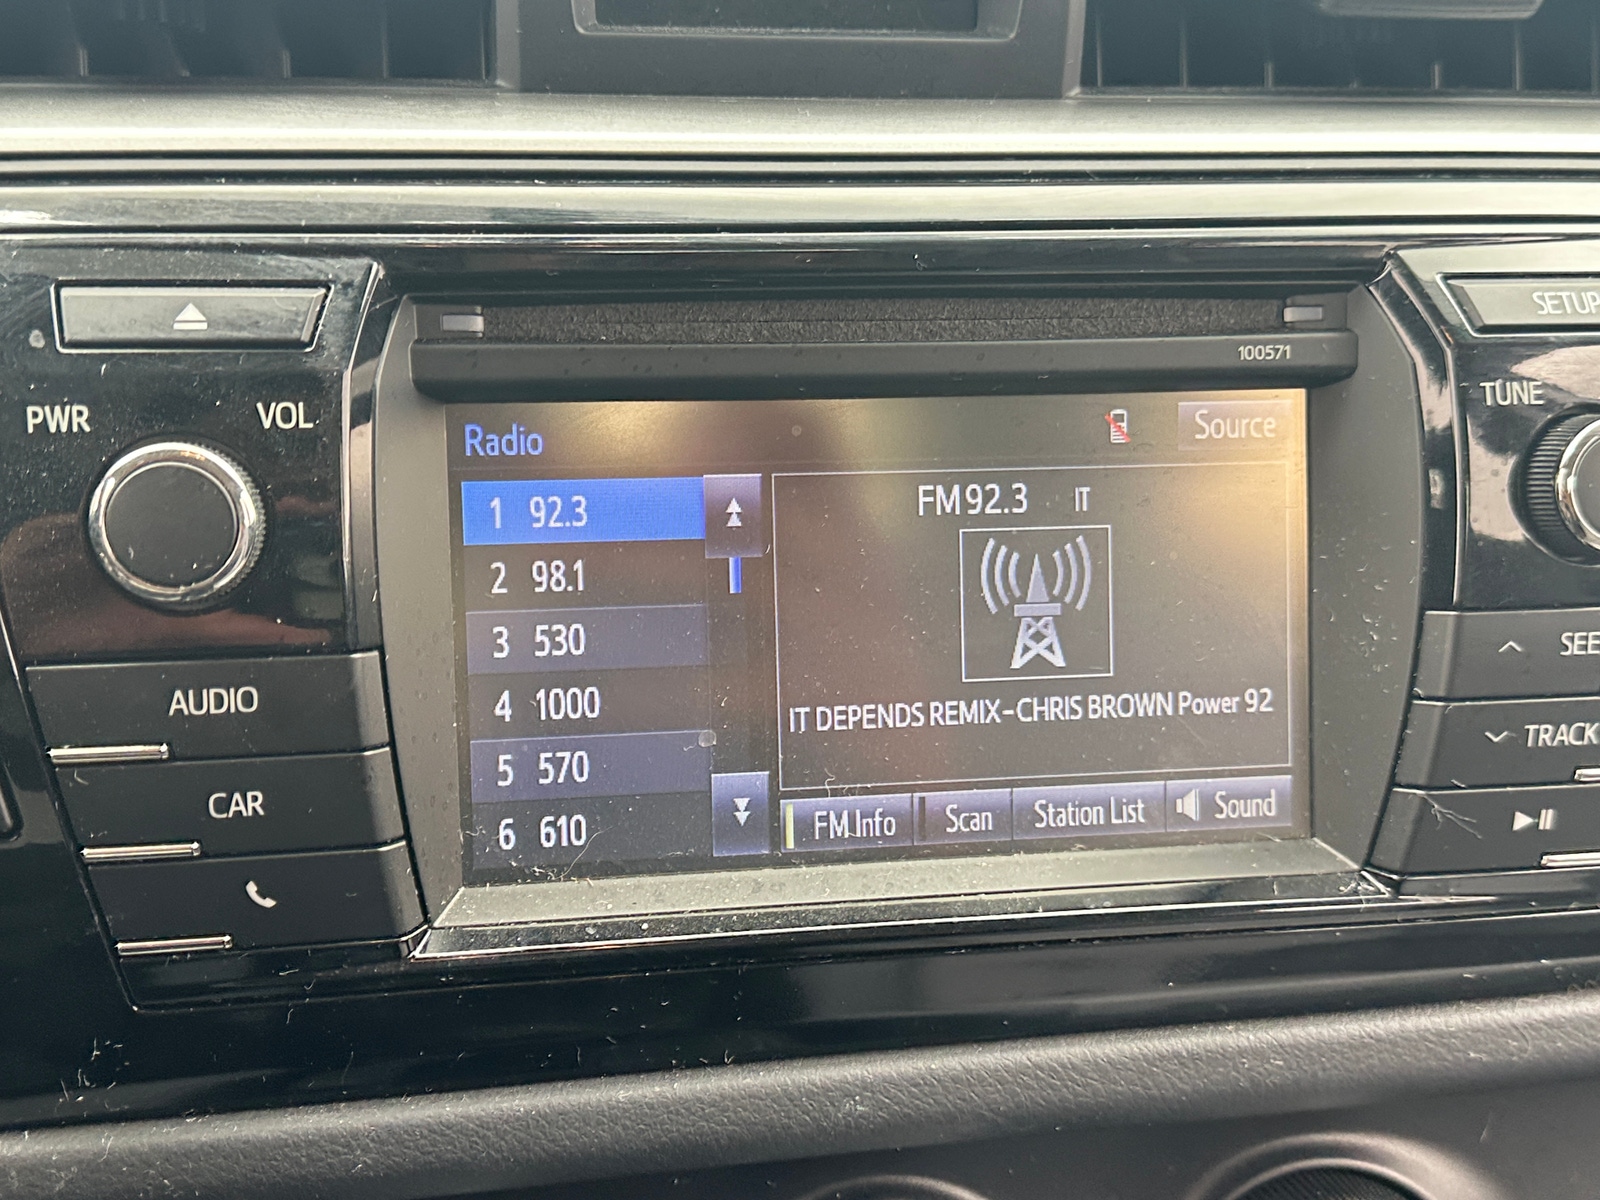 SETUP
100571
PWR VOL
TUNE
Radio
Source
1 92.3
2 98.1
3 530
4 1000
5 570
6 610
FM 92.3 IT
IT DEPENDS REMIX-CHRIS BROWN Power 92
FM Info Scan Station List Sound
AUDIO
CAR
SEE
TRACK